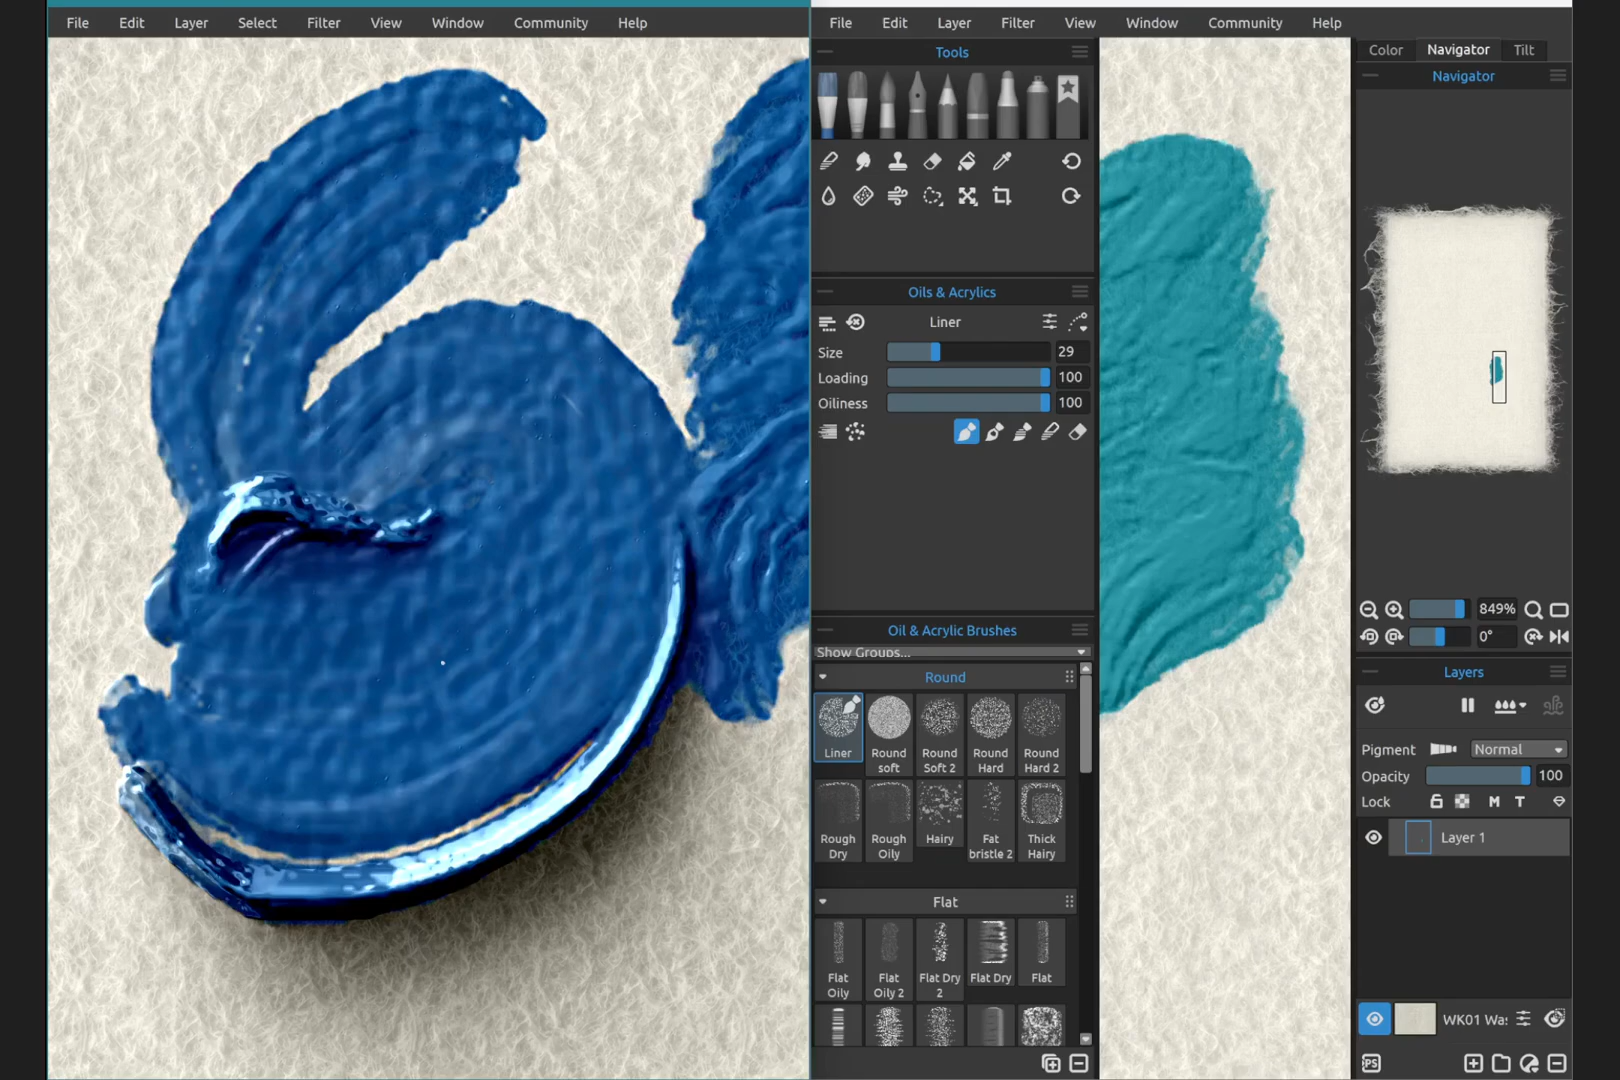 File Edit Layer Select Filter View Window Community Help
File Edit Layer Filter View Window Community Help
Tools
Oils & Acrylics
Liner
Size 29
Loading 100
Oiliness 100
Oil & Acrylic Brushes
Show Groups...
Round
Liner
Round soft
Round Soft 2
Round Hard
Round Hard 2
Rough Dry
Rough Oily
Hairy
Fat bristle 2
Thick Hairy
Flat
Flat Oily
Flat Oily 2
Flat Dry 2
Flat Dry
Flat
Color Navigator Tilt
Navigator
849%
0°
Layers
Pigment Normal
Opacity 100
Lock M T
Layer 1
WK01 Wa:
PS